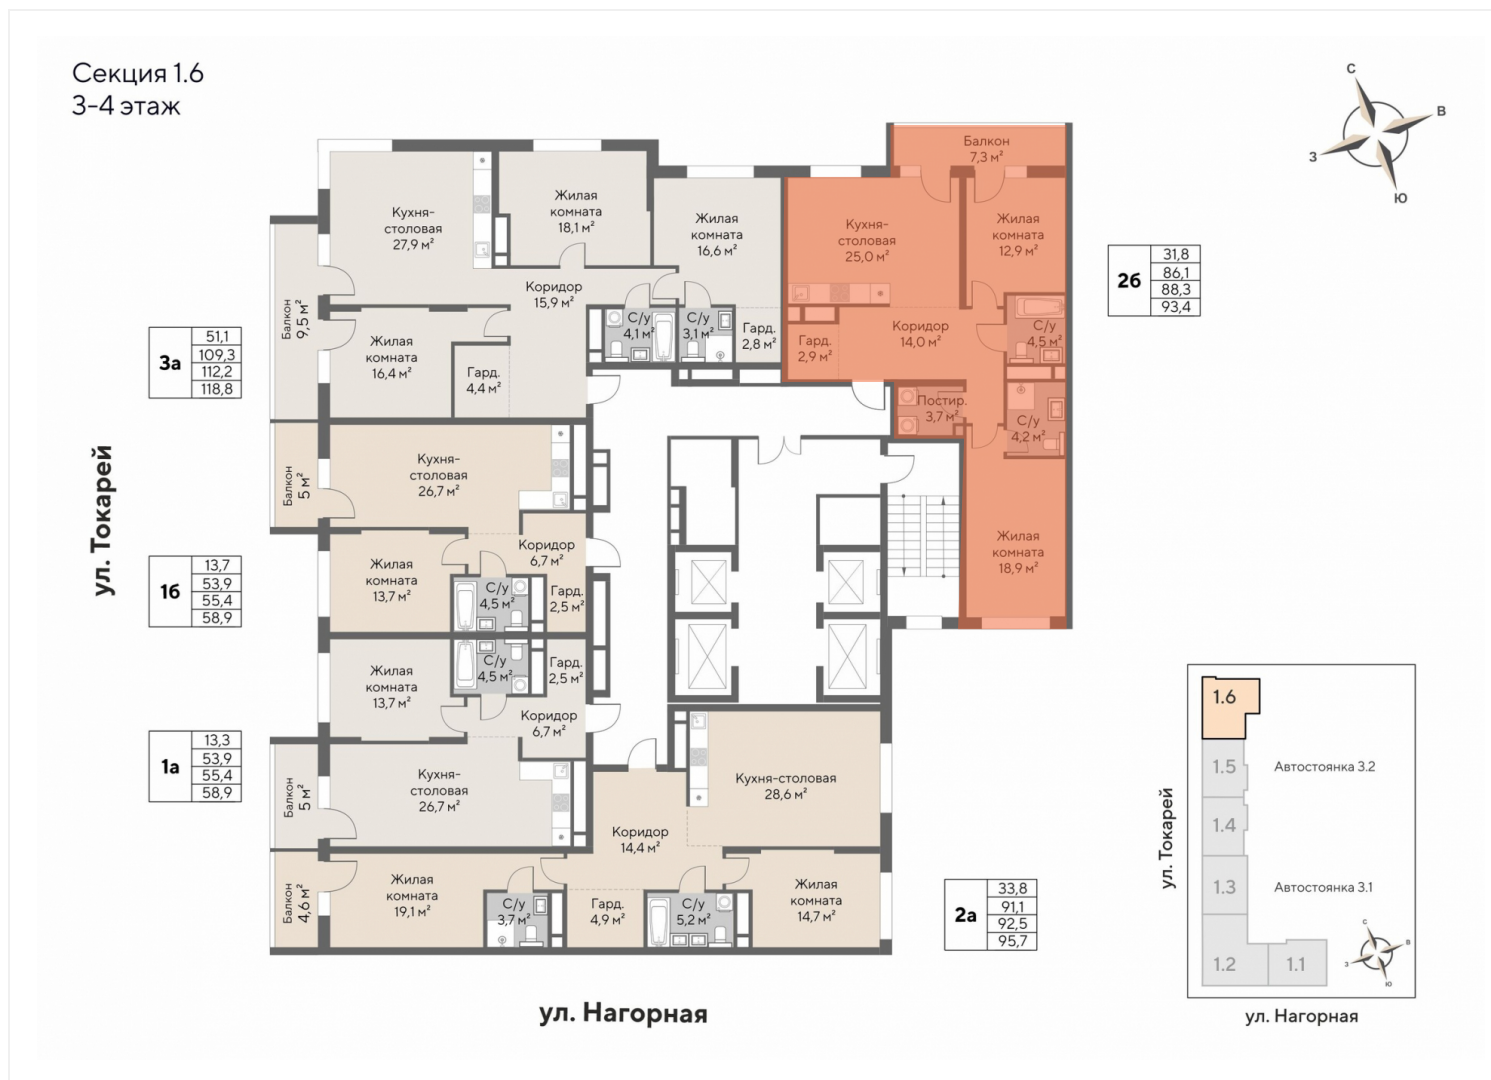 Секция 1.6
3-4 этаж
С
В
З
Ю
Балкон
7,3 м²
Кухня-
столовая
27,9 м²
Жилая
комната
18,1 м²
Жилая
комната
16,6 м²
Кухня-
столовая
25,0 м²
Жилая
комната
12,9 м²
2б
31,8
86,1
88,3
93,4
Балкон
9,5 м²
Коридор
15,9 м²
С/у
4,1 м²
С/у
3,1 м²
Гард.
2,8 м²
Гард.
2,9 м²
Коридор
14,0 м²
С/у
4,5 м²
3а
51,1
109,3
112,2
118,8
Жилая
комната
16,4 м²
Гард.
4,4 м²
Постир.
3,7 м²
С/у
4,2 м²
ул. Токарей
Балкон
5 м²
Кухня-
столовая
26,7 м²
Жилая
комната
18,9 м²
1б
13,7
53,9
55,4
58,9
Жилая
комната
13,7 м²
Коридор
6,7 м²
С/у
4,5 м²
Гард.
2,5 м²
Жилая
комната
13,7 м²
С/у
4,5 м²
Гард.
2,5 м²
Коридор
6,7 м²
1а
13,3
53,9
55,4
58,9
Балкон
5 м²
Кухня-
столовая
26,7 м²
Кухня-столовая
28,6 м²
Коридор
14,4 м²
Балкон
4,6 м²
Жилая
комната
19,1 м²
С/у
3,7 м²
Гард.
4,9 м²
С/у
5,2 м²
Жилая
комната
14,7 м²
2а
33,8
91,1
92,5
95,7
ул. Нагорная
1.6
1.5
Автостоянка 3.2
1.4
ул. Токарей
1.3
Автостоянка 3.1
1.2
1.1
С
В
З
Ю
ул. Нагорная